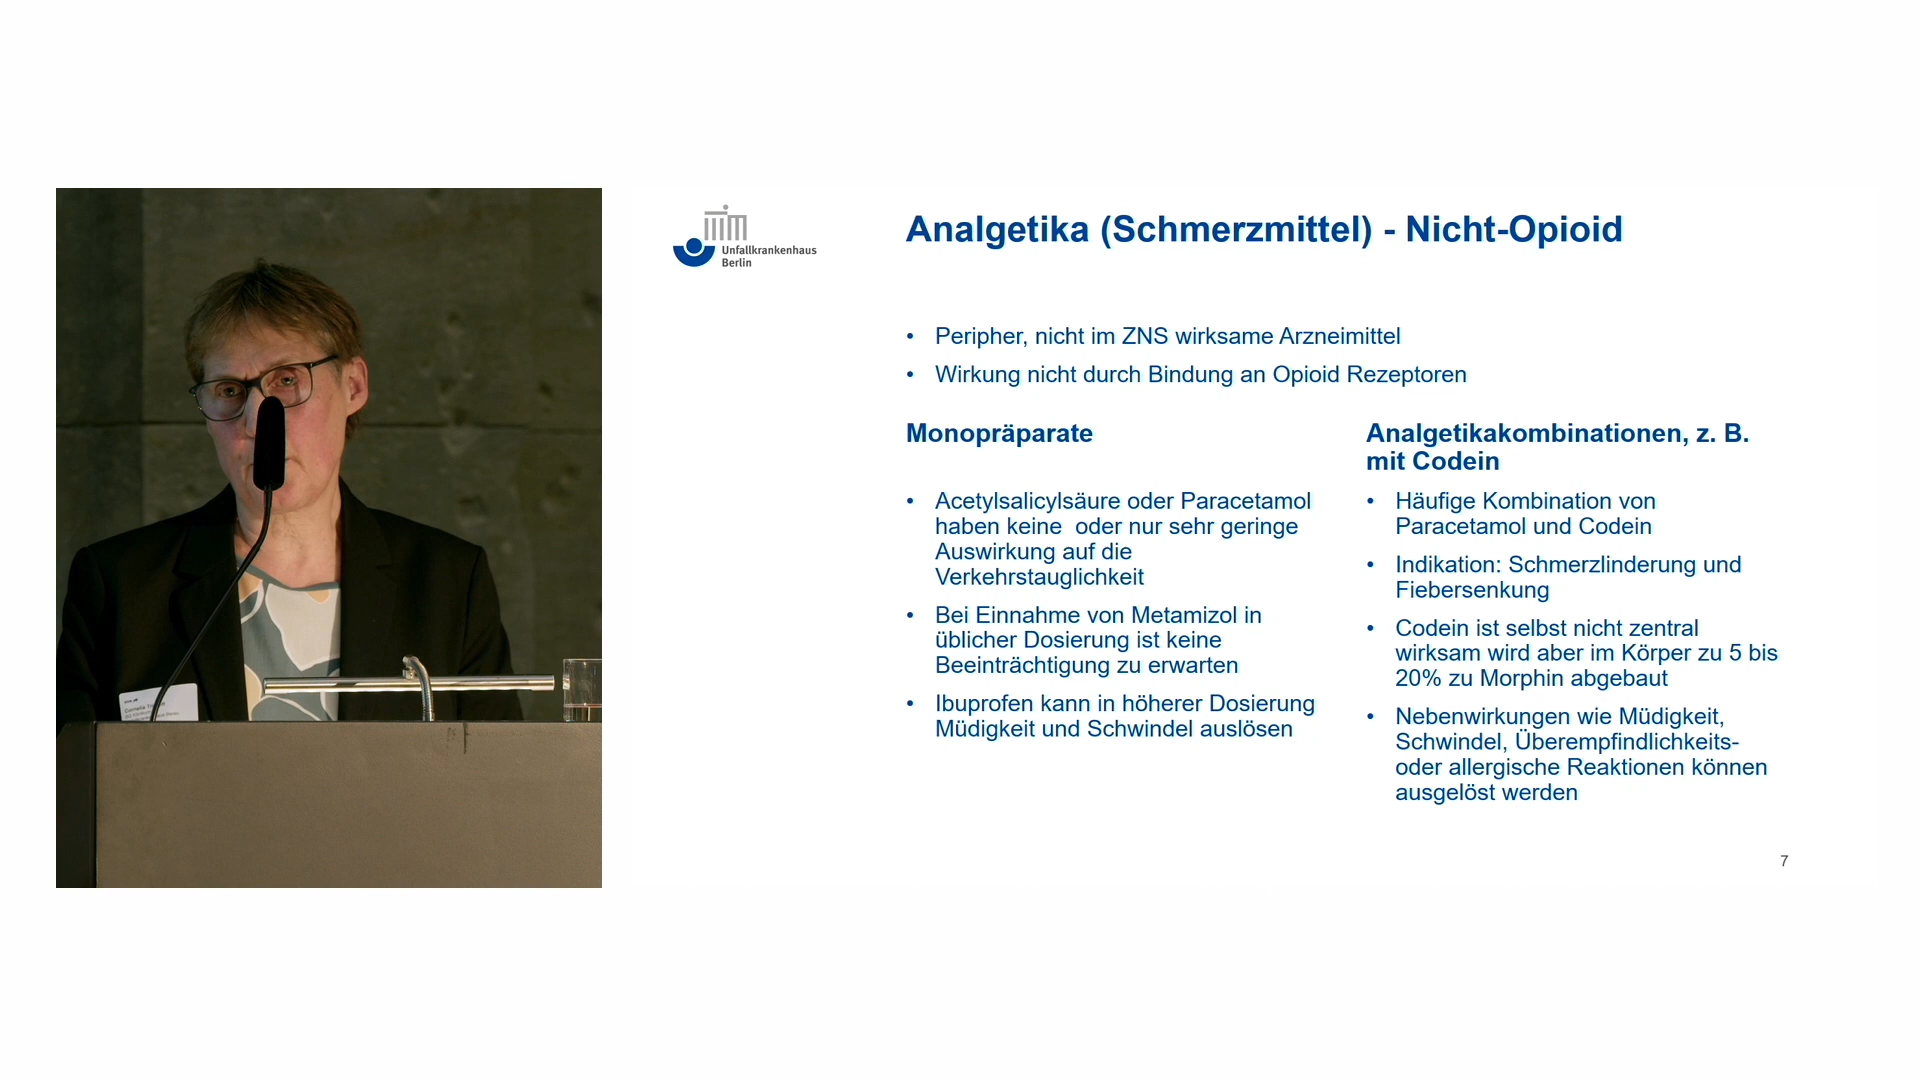 Unfallkrankenhaus
Berlin
Analgetika (Schmerzmittel) - Nicht-Opioid
• Peripher, nicht im ZNS wirksame Arzneimittel
• Wirkung nicht durch Bindung an Opioid Rezeptoren
Monopräparate
• Acetylsalicylsäure oder Paracetamol
haben keine  oder nur sehr geringe
Auswirkung auf die
Verkehrstauglichkeit
• Bei Einnahme von Metamizol in
üblicher Dosierung ist keine
Beeinträchtigung zu erwarten
• Ibuprofen kann in höherer Dosierung
Müdigkeit und Schwindel auslösen
Analgetikakombinationen, z. B.
mit Codein
• Häufige Kombination von
Paracetamol und Codein
• Indikation: Schmerzlinderung und
Fiebersenkung
• Codein ist selbst nicht zentral
wirksam wird aber im Körper zu 5 bis
20% zu Morphin abgebaut
• Nebenwirkungen wie Müdigkeit,
Schwindel, Überempfindlichkeits-
oder allergische Reaktionen können
ausgelöst werden
7
Cornelia